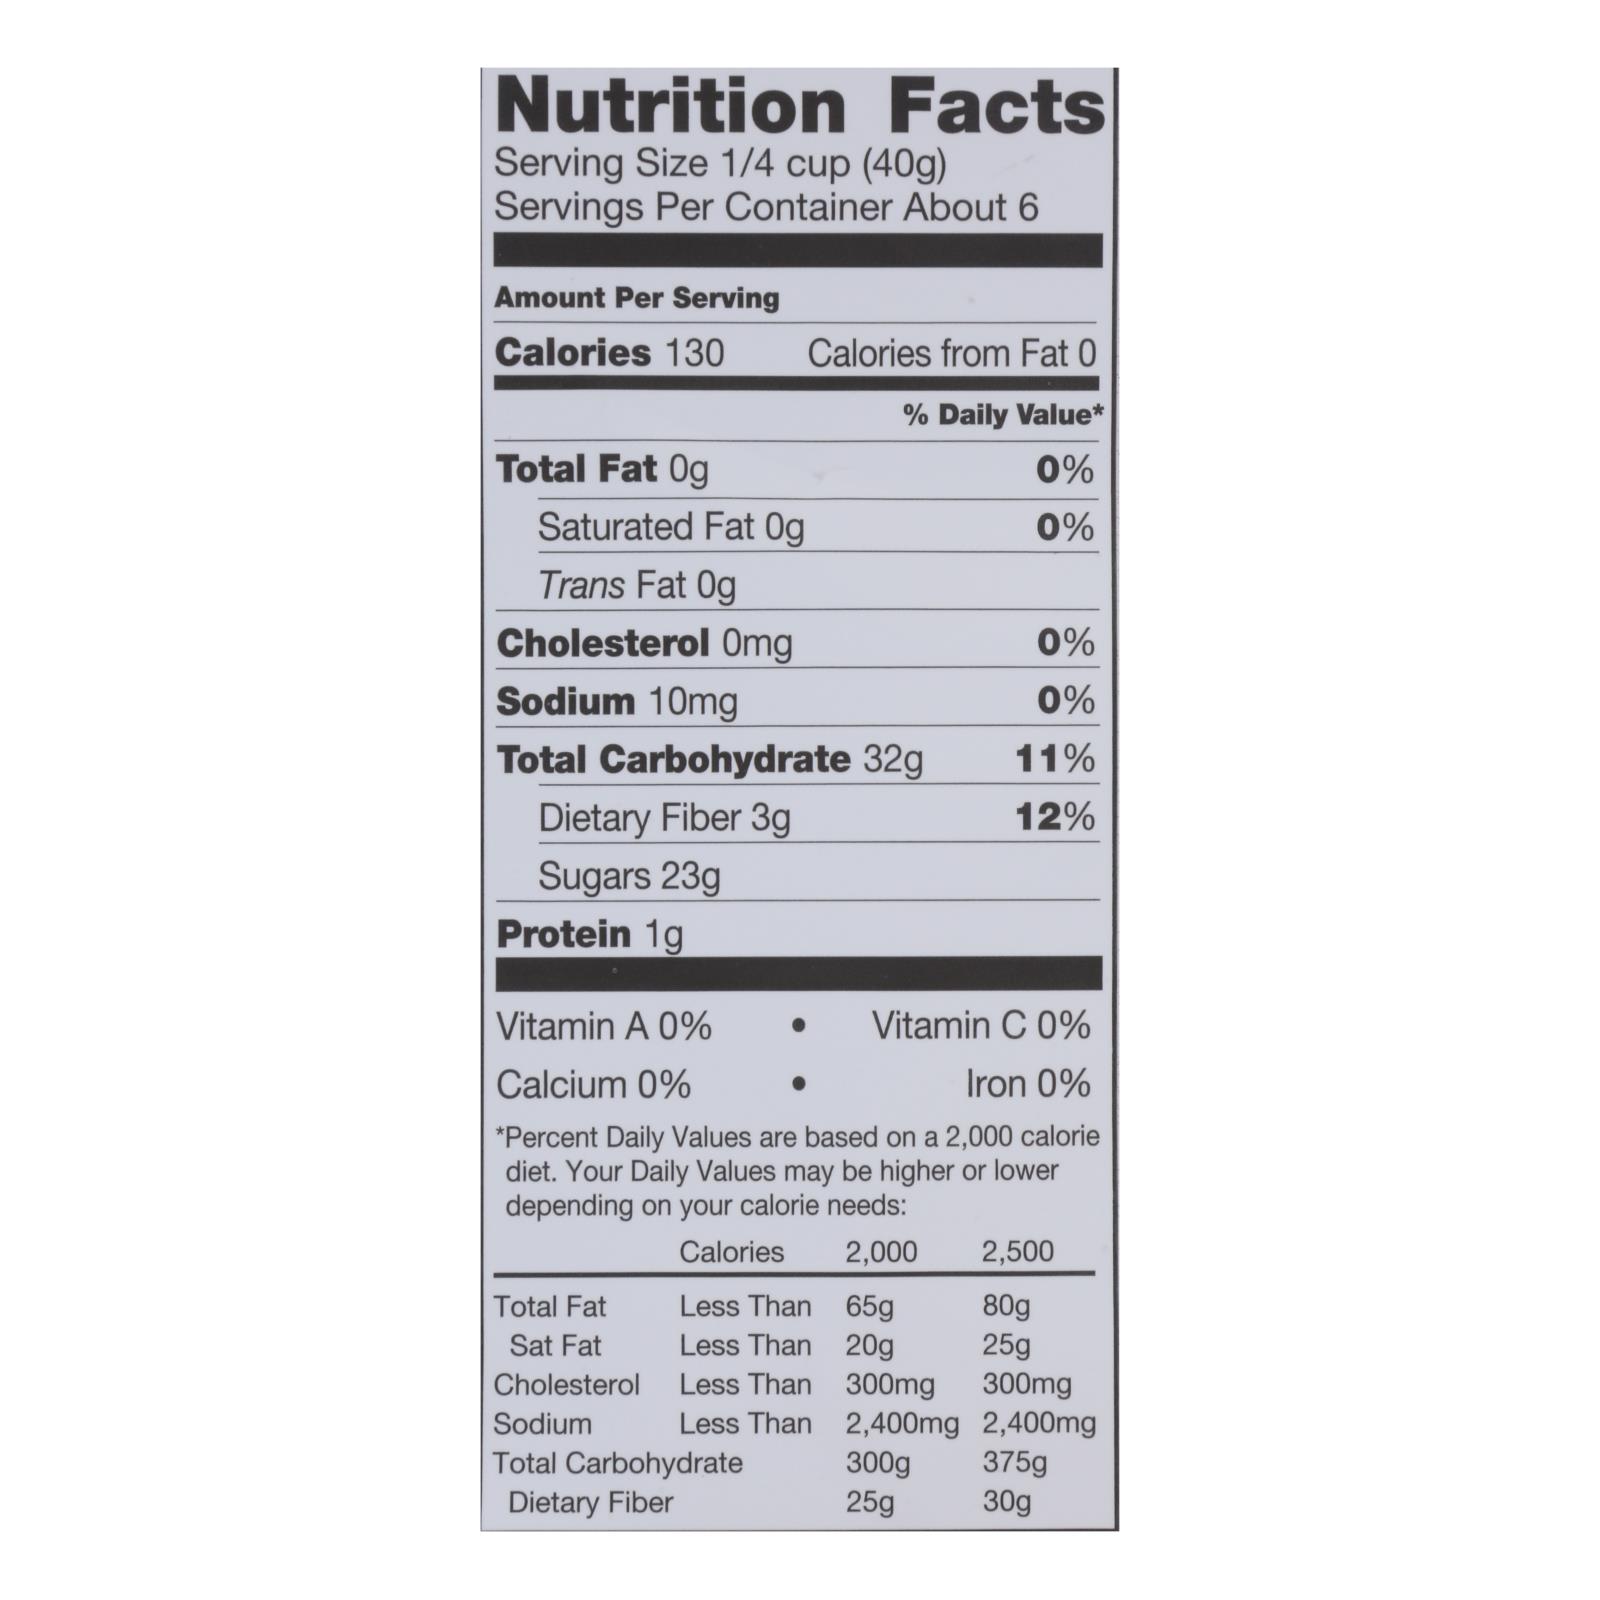 Nutrition Facts
Serving Size 1/4 cup (40g)
Servings Per Container About 6
Amount Per Serving
Calories 130 Calories from Fat 0
% Daily Value*
Total Fat 0g 0%
Saturated Fat 0g 0%
Trans Fat 0g
Cholesterol 0mg 0%
Sodium 10mg 0%
Total Carbohydrate 32g 11%
Dietary Fiber 3g 12%
Sugars 23g
Protein 1g
Vitamin A 0% • Vitamin C 0%
Calcium 0% • Iron 0%
*Percent Daily Values are based on a 2,000 calorie
diet. Your Daily Values may be higher or lower
depending on your calorie needs:
Calories 2,000 2,500
Total Fat Less Than 65g 80g
Sat Fat Less Than 20g 25g
Cholesterol Less Than 300mg 300mg
Sodium Less Than 2,400mg 2,400mg
Total Carbohydrate 300g 375g
Dietary Fiber 25g 30g